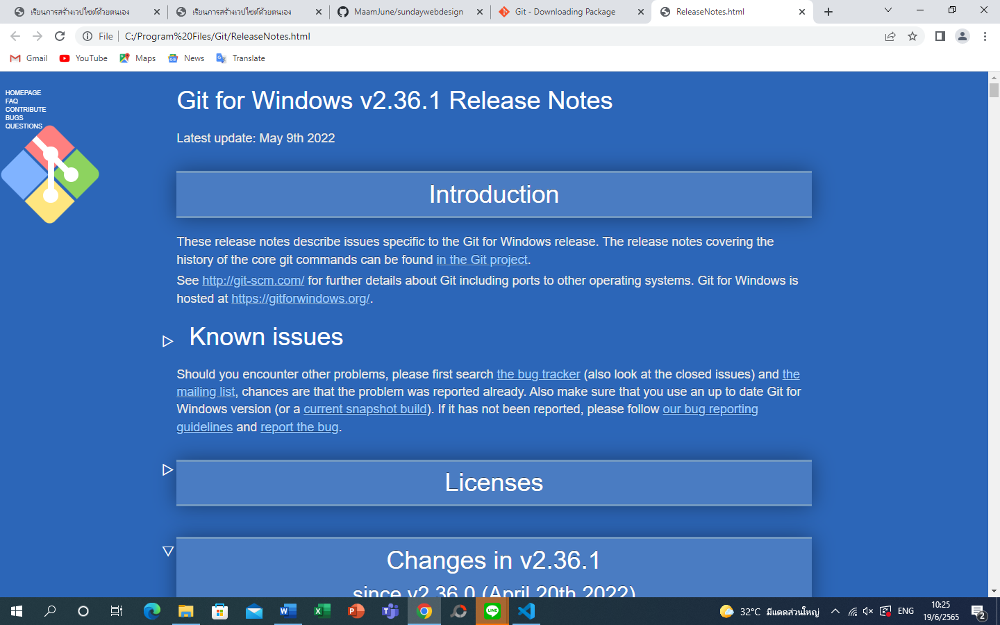 เรียนการสร้างเวปไซต์ด้วยตนเอง
เรียนการสร้างเวปไซต์ด้วยตนเอง
MaamJune/sundaywebdesign
Git - Downloading Package
ReleaseNotes.html
File
C:/Program%20Files/Git/ReleaseNotes.html
Gmail
YouTube
Maps
News
Translate
HOMEPAGE
FAQ
CONTRIBUTE
BUGS
QUESTIONS
Git for Windows v2.36.1 Release Notes
Latest update: May 9th 2022
Introduction
These release notes describe issues specific to the Git for Windows release. The release notes covering the
history of the core git commands can be found in the Git project.
See http://git-scm.com/ for further details about Git including ports to other operating systems. Git for Windows is
hosted at https://gitforwindows.org/.
Known issues
Should you encounter other problems, please first search the bug tracker (also look at the closed issues) and the
mailing list, chances are that the problem was reported already. Also make sure that you use an up to date Git for
Windows version (or a current snapshot build). If it has not been reported, please follow our bug reporting
guidelines and report the bug.
Licenses
Changes in v2.36.1
since v2.36.0 (April 20th 2022)
32°C มีแดดส่วนใหญ่
ENG
10:25
19/6/2565
2